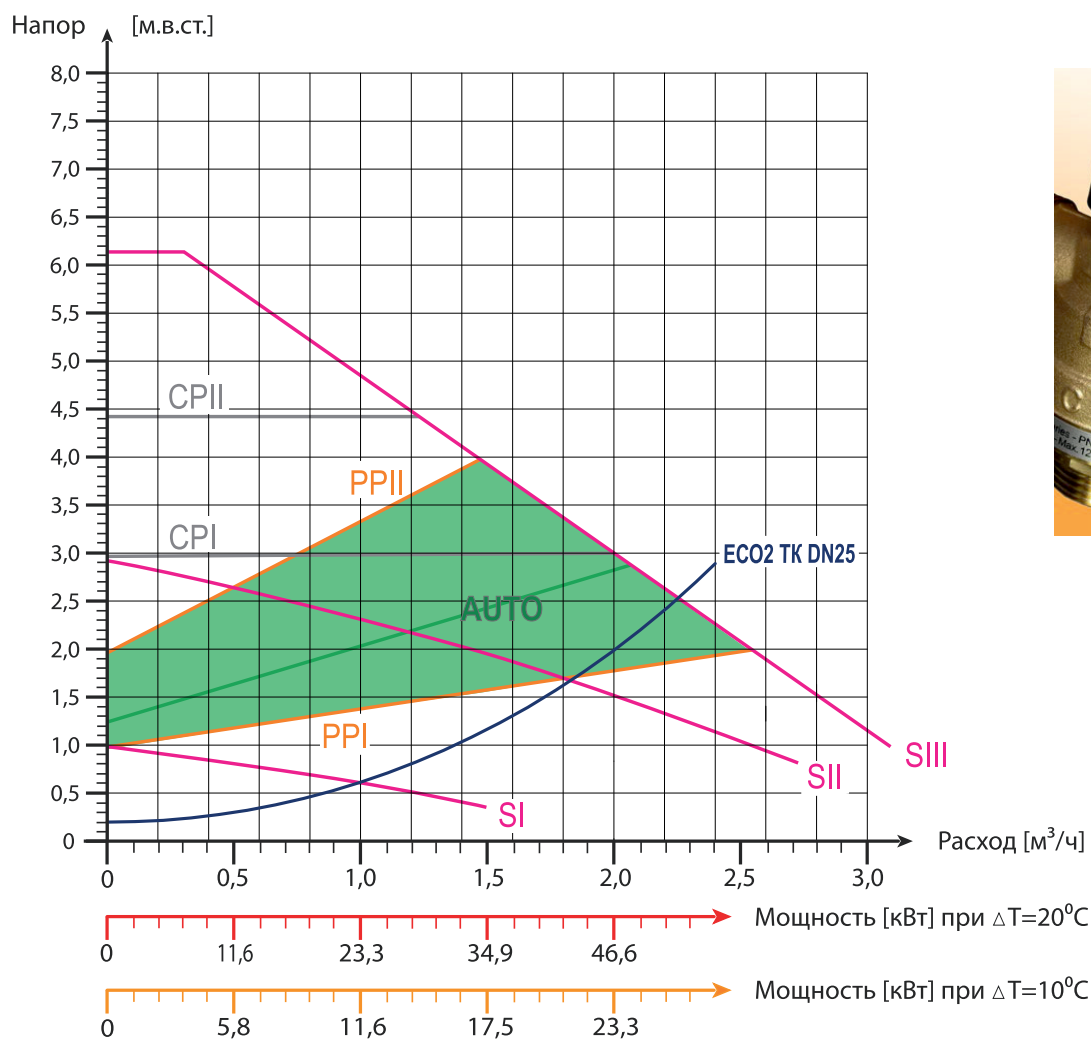 Напор [м.в.ст.]
8,0
7,5
7,0
6,5
6,0
5,5
5,0
4,5
4,0
3,5
3,0
2,5
2,0
1,5
1,0
0,5
0
CPII
PPII
CPI
ECO2 TK DN25
AUTO
PPI
SIII
SII
SI
Расход [м³/ч]
0 0,5 1,0 1,5 2,0 2,5 3,0
Мощность [кВт] при △T=20⁰C
0 11,6 23,3 34,9 46,6
Мощность [кВт] при △T=10⁰C
0 5,8 11,6 17,5 23,3
ries - PN
Max.12